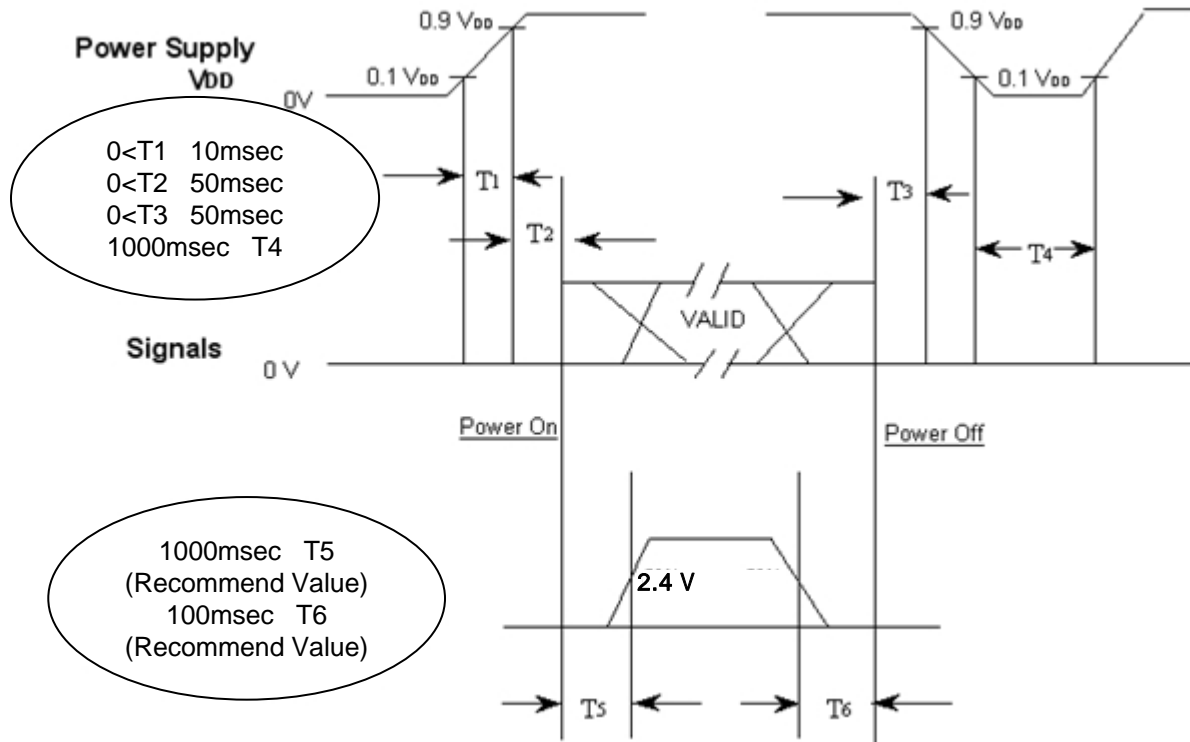 0.9 VDD
0.9 VDD
Power Supply
VDD
0.1 VDD
0.1 VDD
0V
0<T1 10msec
0<T2 50msec
0<T3 50msec
1000msec T4
T1
T3
T2
T4
VALID
Signals
0 V
Power On
Power Off
1000msec T5
(Recommend Value)
100msec T6
(Recommend Value)
2.4 V
T5
T6